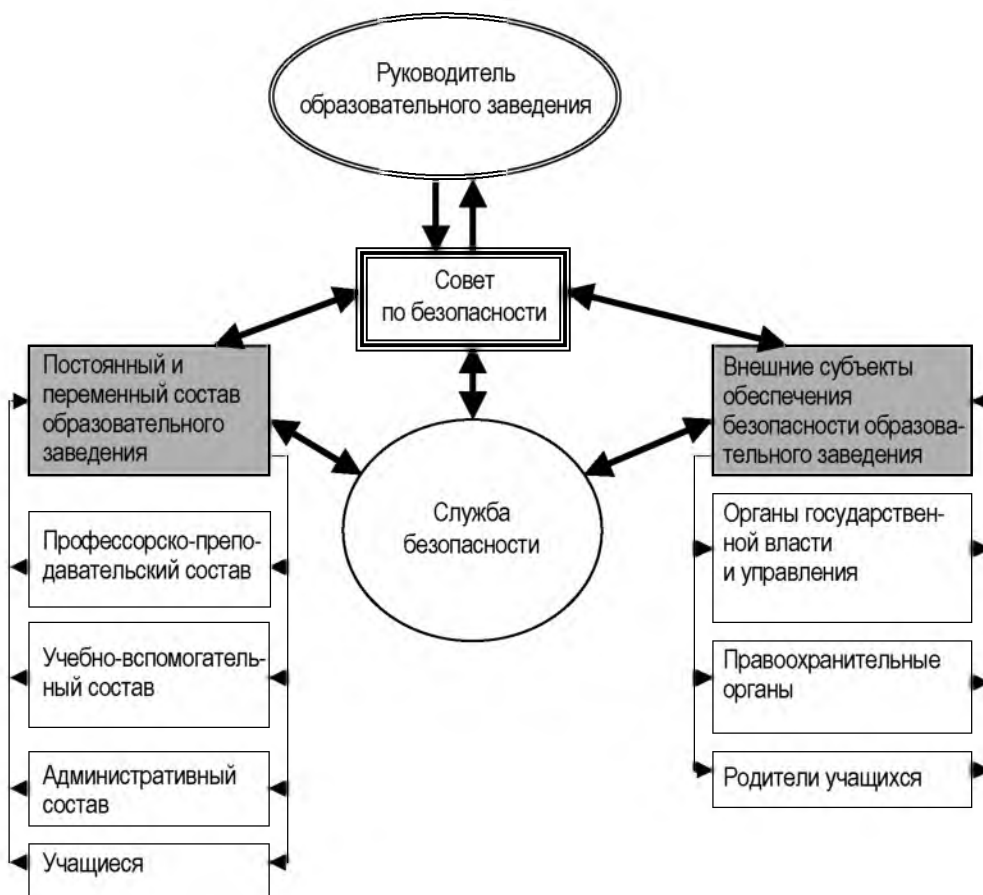 Руководитель
образовательного заведения
Совет
по безопасности
Постоянный и
переменный состав
образовательного
заведения
Внешние субъекты
обеспечения
безопасности образова-
тельного заведения
Служба
безопасности
Профессорско-препо-
давательский состав
Учебно-вспомогатель-
ный состав
Административный
состав
Учащиеся
Органы государствен-
ной власти
и управления
Правоохранительные
органы
Родители учащихся